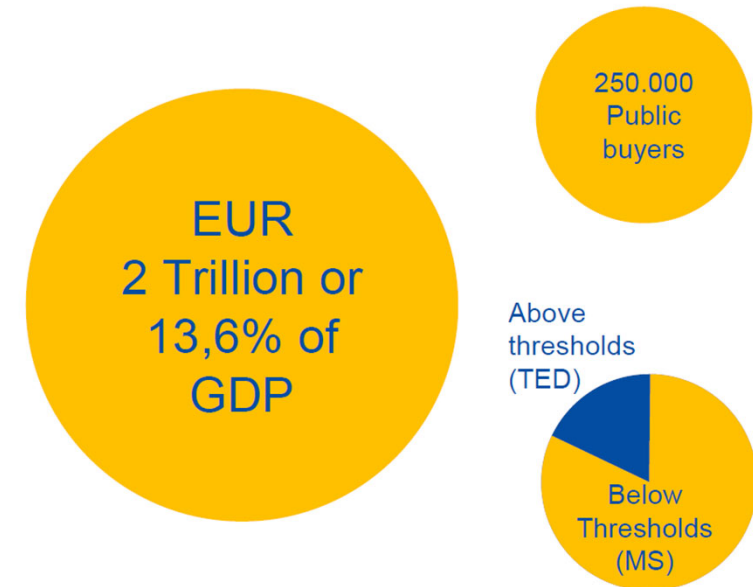 EUR
2 Trillion or
13,6% of
GDP
250.000
Public
buyers
Above
thresholds
(TED)
Below
Thresholds
(MS)